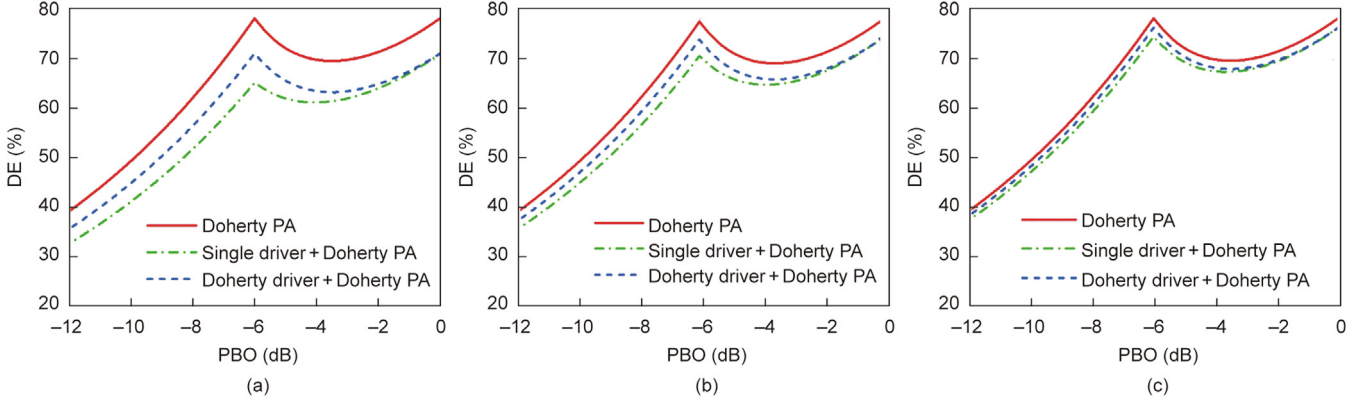 80
70
60
50
40
30
20
DE (%)
Doherty PA
Single driver + Doherty PA
Doherty driver + Doherty PA
−12 −10 −8 −6 −4 −2 0
PBO (dB)
(a)
80
70
60
50
40
30
20
DE (%)
Doherty PA
Single driver + Doherty PA
Doherty driver + Doherty PA
−12 −10 −8 −6 −4 −2 0
PBO (dB)
(b)
80
70
60
50
40
30
20
DE (%)
Doherty PA
Single driver + Doherty PA
Doherty driver + Doherty PA
−12 −10 −8 −6 −4 −2 0
PBO (dB)
(c)